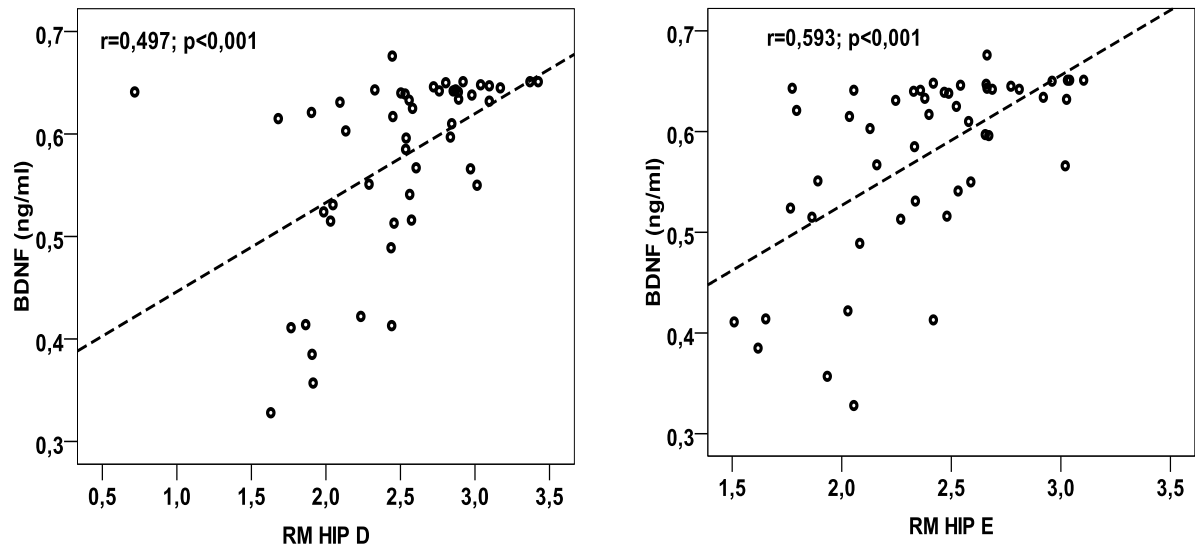 r=0,497; p<0,001
BDNF (ng/ml)
0,7
0,6
0,5
0,4
0,3
0,5 1,0 1,5 2,0 2,5 3,0 3,5
RM HIP D
r=0,593; p<0,001
BDNF (ng/ml)
0,7
0,6
0,5
0,4
0,3
1,5 2,0 2,5 3,0 3,5
RM HIP E